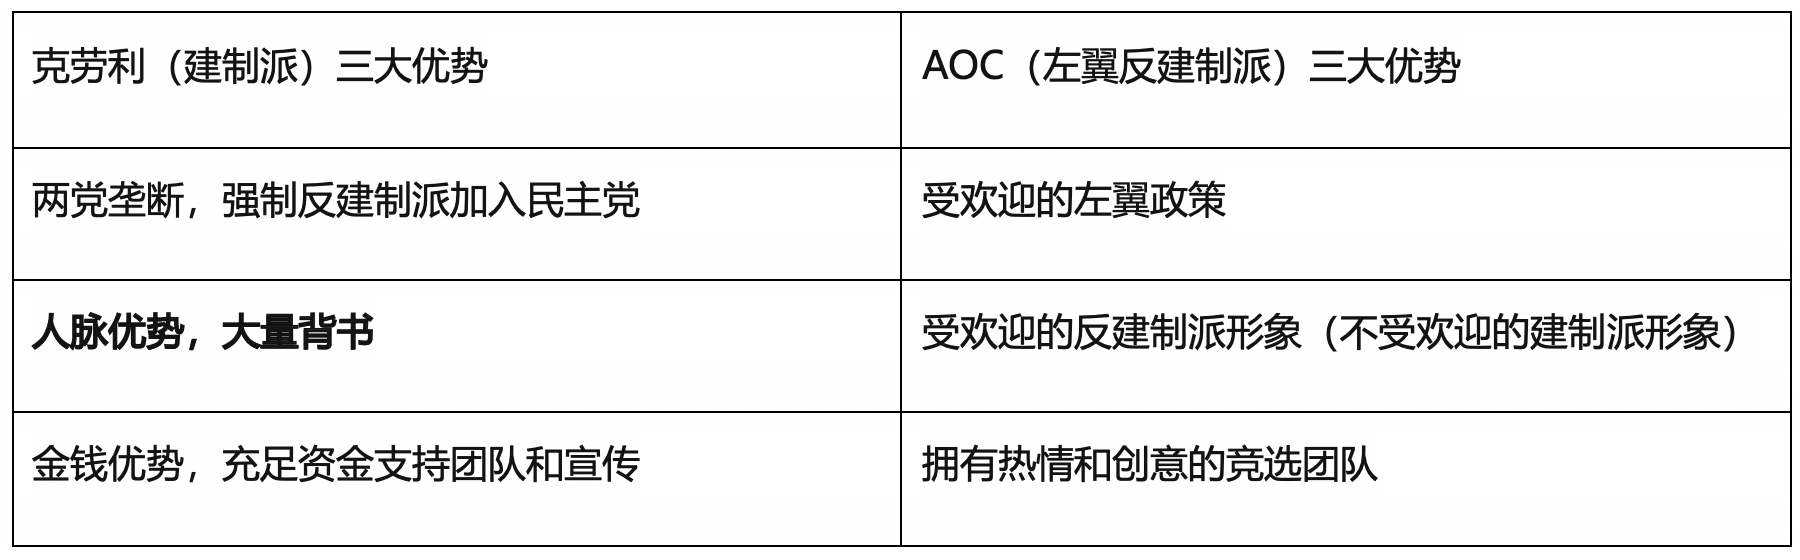 克劳利（建制派）三大优势
AOC（左翼反建制派）三大优势
两党垄断，强制反建制派加入民主党
受欢迎的左翼政策
人脉优势，大量背书
受欢迎的反建制派形象（不受欢迎的建制派形象）
金钱优势，充足资金支持团队和宣传
拥有热情和创意的竞选团队